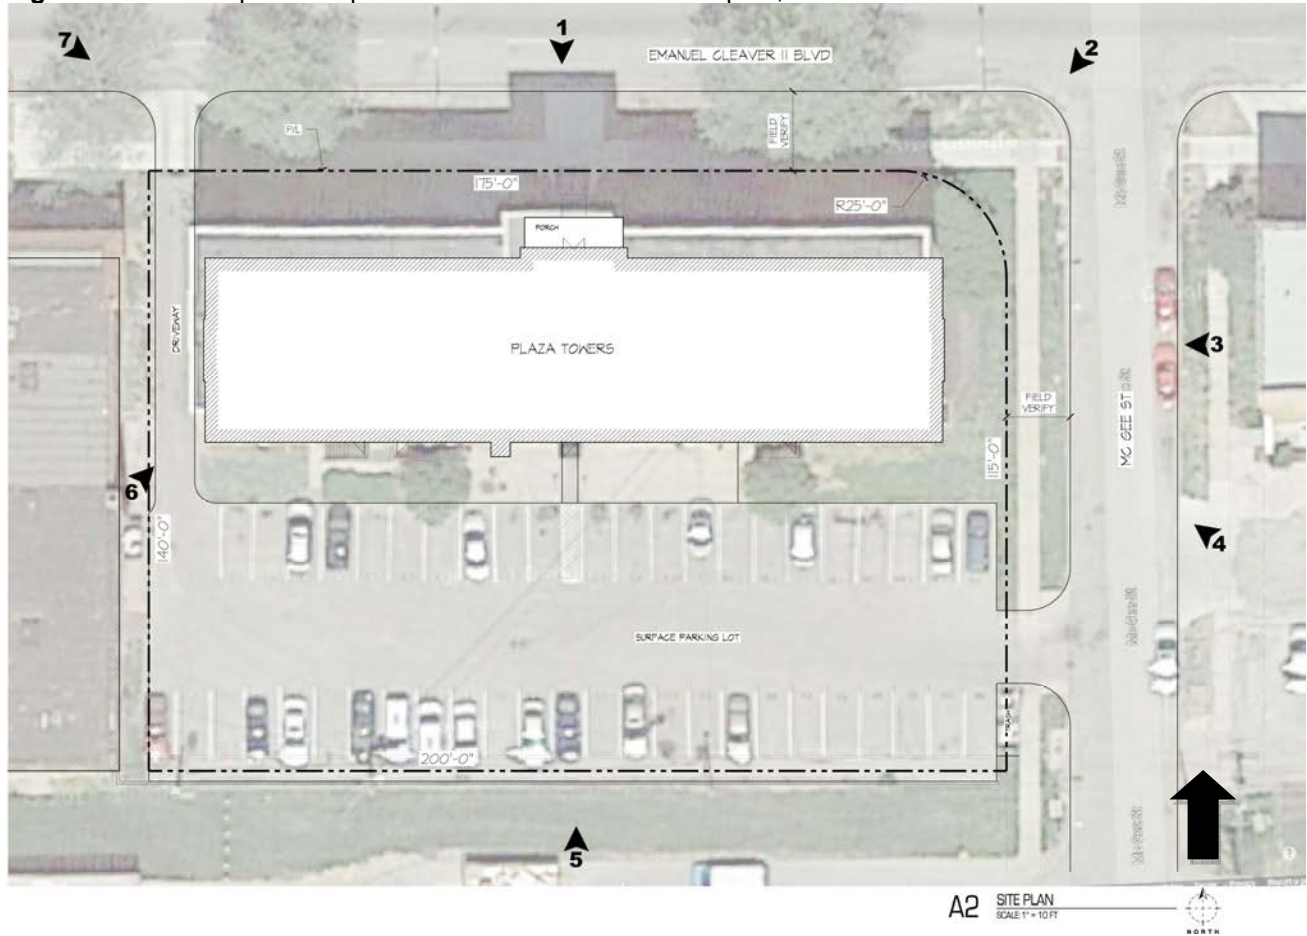 7
1
2
EMANUEL CLEAVER II BLVD
P/L
FIELD
VERIFY
175'-0"
R25'-0"
PORCH
DRIVEWAY
PLAZA TOWERS
3
FIELD
VERIFY
MC GEE ST
115'-0"
6
140'-0"
4
SURFACE PARKING LOT
TRASH
200'-0"
5
A2
SITE PLAN
SCALE: 1" = 10 FT
NORTH